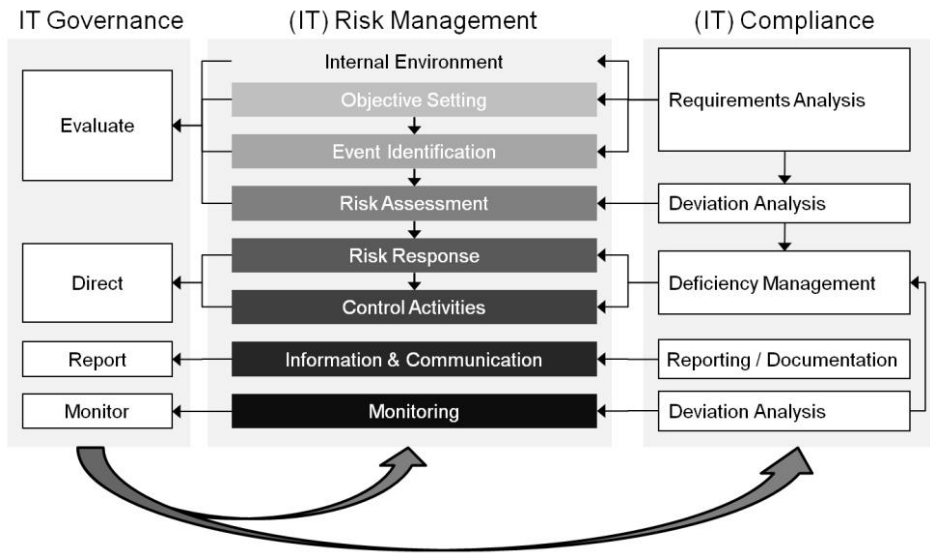 IT Governance
(IT) Risk Management
(IT) Compliance
Evaluate
Direct
Report
Monitor
Internal Environment
Objective Setting
Event Identification
Risk Assessment
Risk Response
Control Activities
Information & Communication
Monitoring
Requirements Analysis
Deviation Analysis
Deficiency Management
Reporting / Documentation
Deviation Analysis